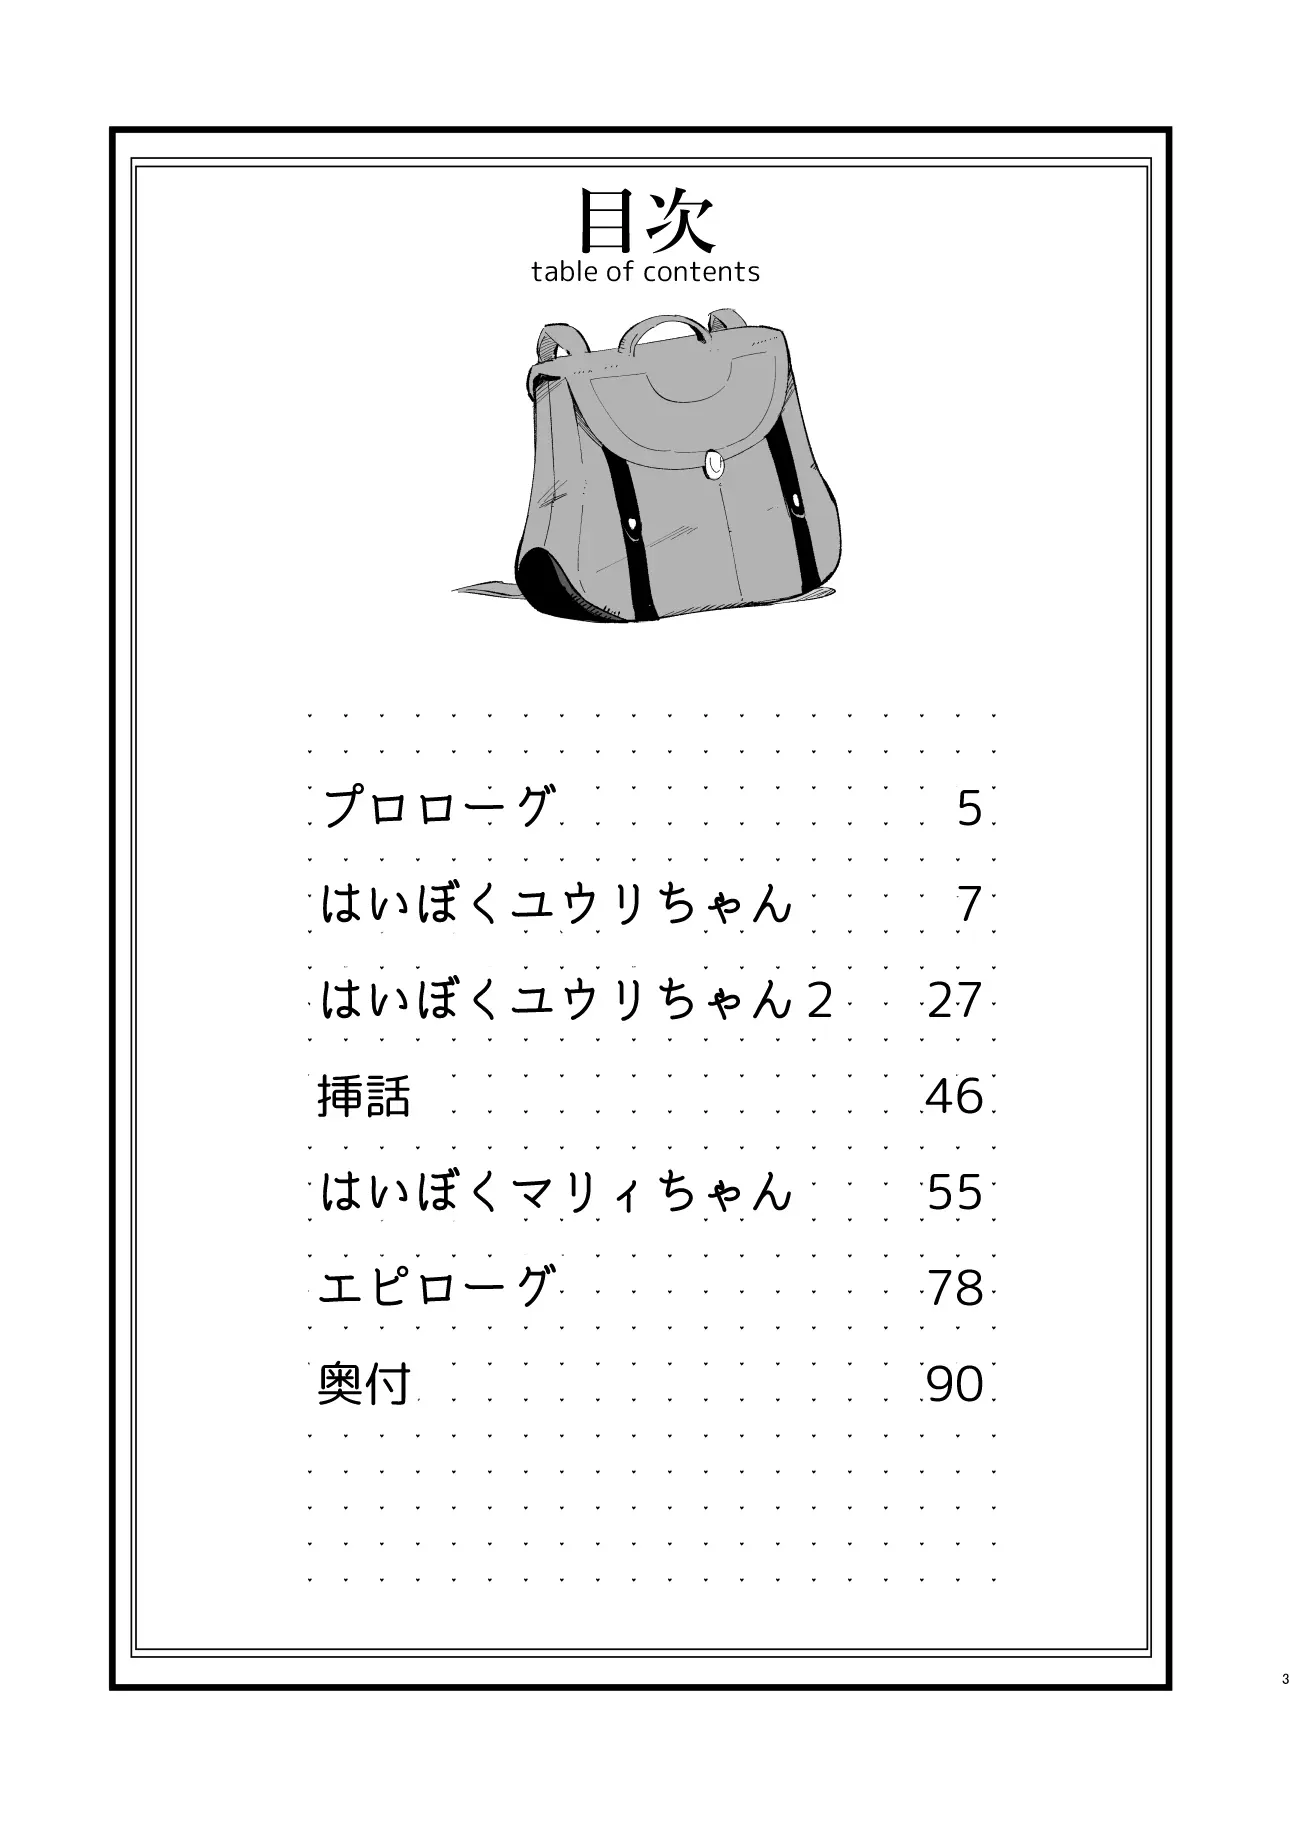 目次
table of contents
プロローグ 5
はいぼくユウリちゃん 7
はいぼくユウリちゃん２ 27
挿話 46
はいぼくマリィちゃん 55
エピローグ 78
奥付 90
3